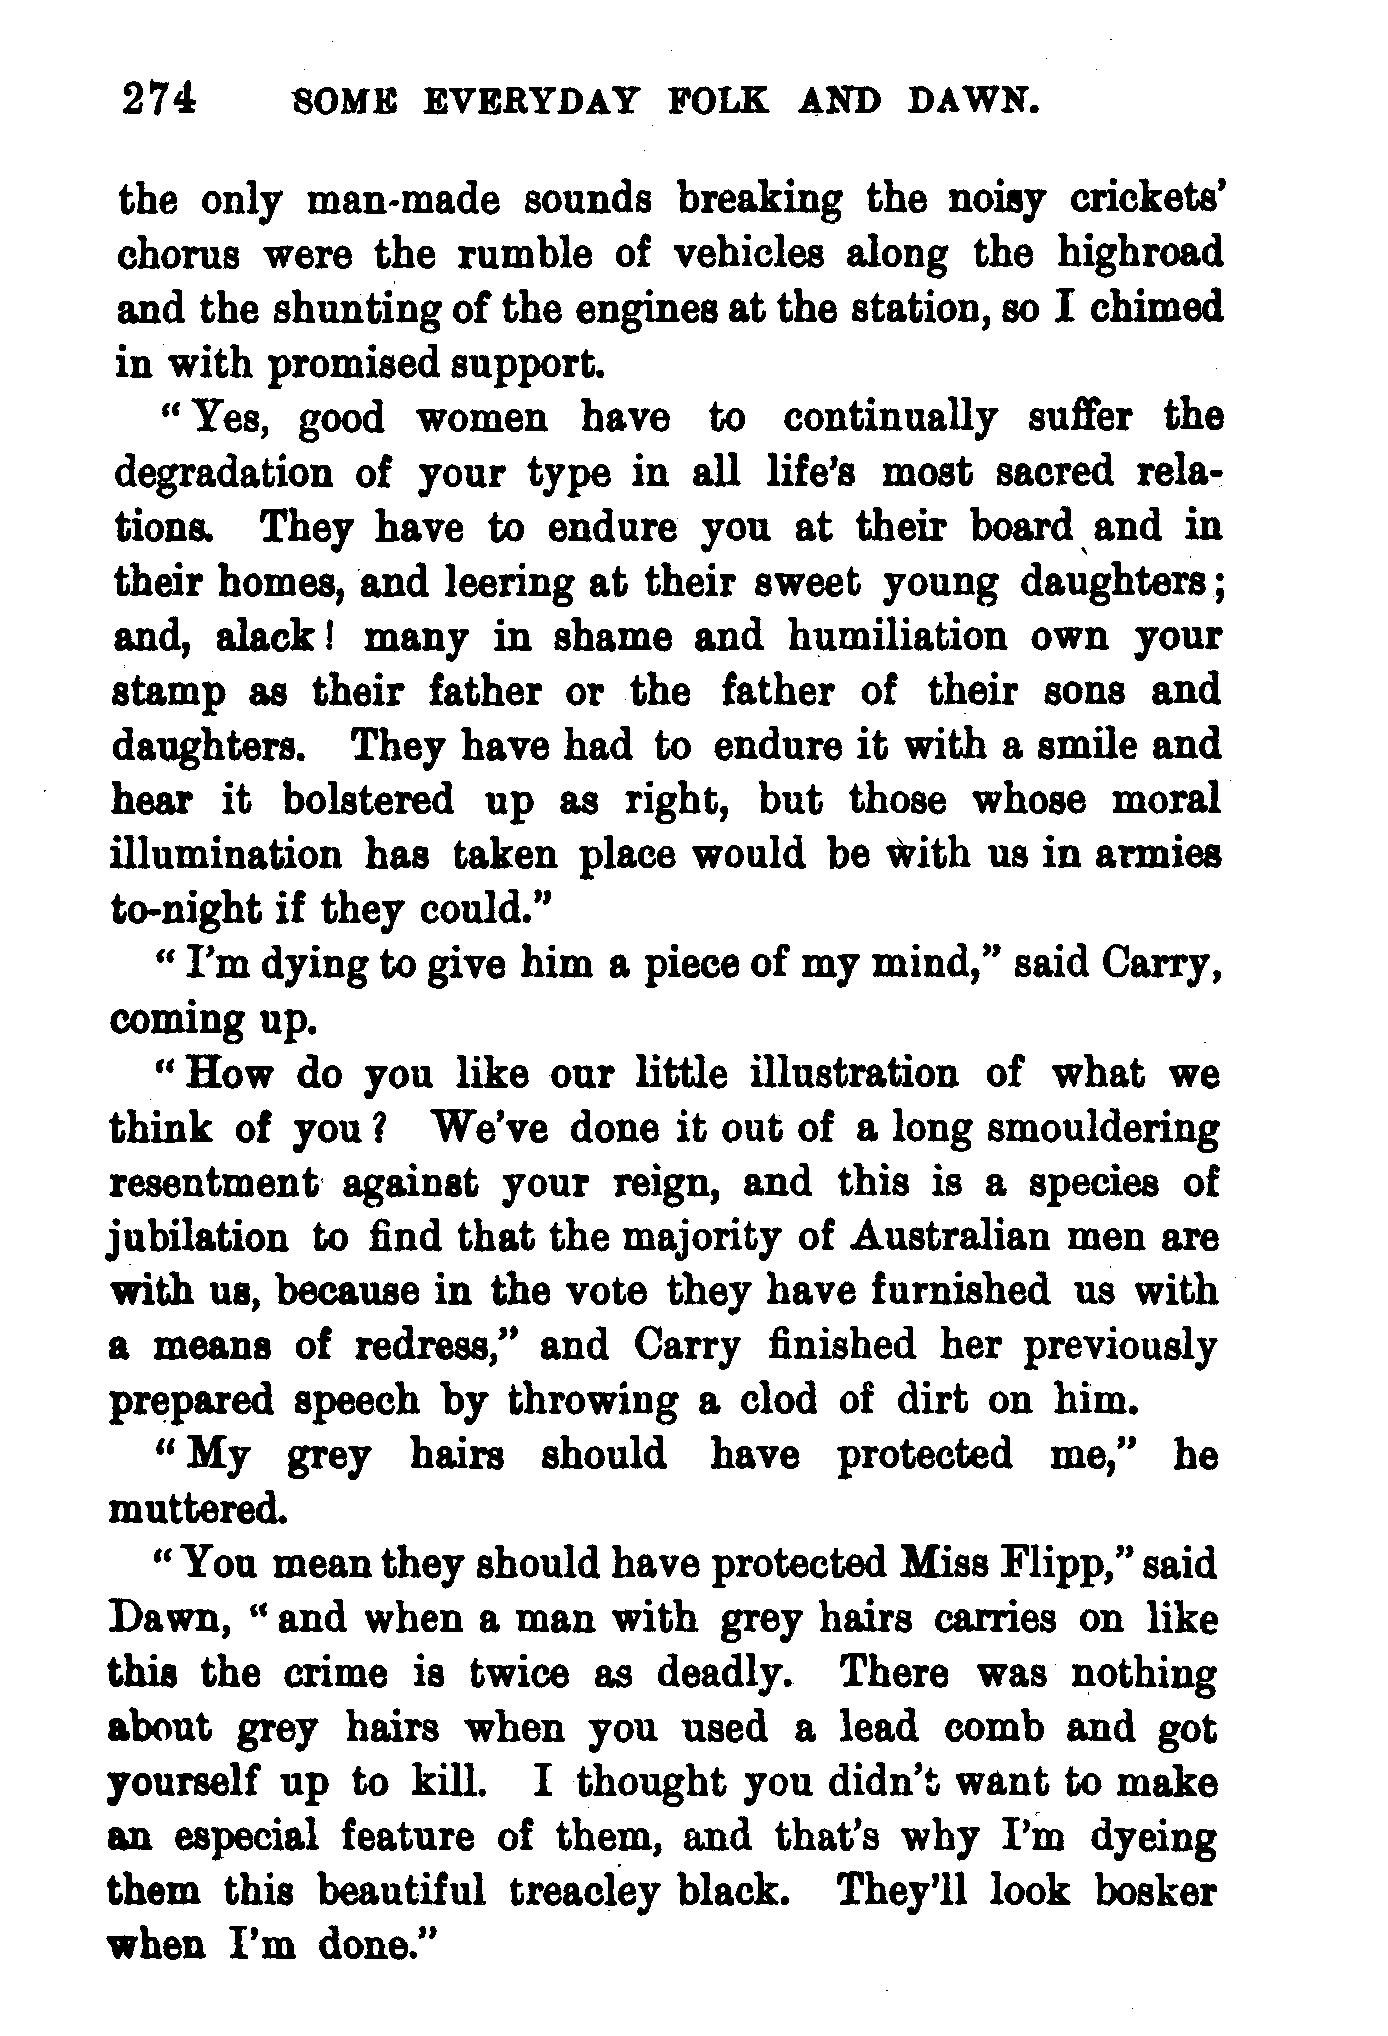 274 SOME EVERYDAY FOLK AND DAWN.
the only man-made sounds breaking the noisy crickets'
chorus were the rumble of vehicles along the highroad
and the shunting of the engines at the station, so I chimed
in with promised support.
"Yes, good women have to continually suffer the
degradation of your type in all life's most sacred rela-
tions. They have to endure you at their board and in
their homes, and leering at their sweet young daughters;
and, alack! many in shame and humiliation own your
stamp as their father or the father of their sons and
daughters. They have had to endure it with a smile and
hear it bolstered up as right, but those whose moral
illumination has taken place would be with us in armies
to-night if they could."
"I'm dying to give him a piece of my mind," said Carry,
coming up.
"How do you like our little illustration of what we
think of you? We've done it out of a long smouldering
resentment against your reign, and this is a species of
jubilation to find that the majority of Australian men are
with us, because in the vote they have furnished us with
a means of redress," and Carry finished her previously
prepared speech by throwing a clod of dirt on him.
"My grey hairs should have protected me," he
muttered.
"You mean they should have protected Miss Flipp," said
Dawn, "and when a man with grey hairs carries on like
this the crime is twice as deadly. There was nothing
about grey hairs when you used a lead comb and got
yourself up to kill. I thought you didn't want to make
an especial feature of them, and that's why I'm dyeing
them this beautiful treacley black. They'll look bosker
when I'm done."